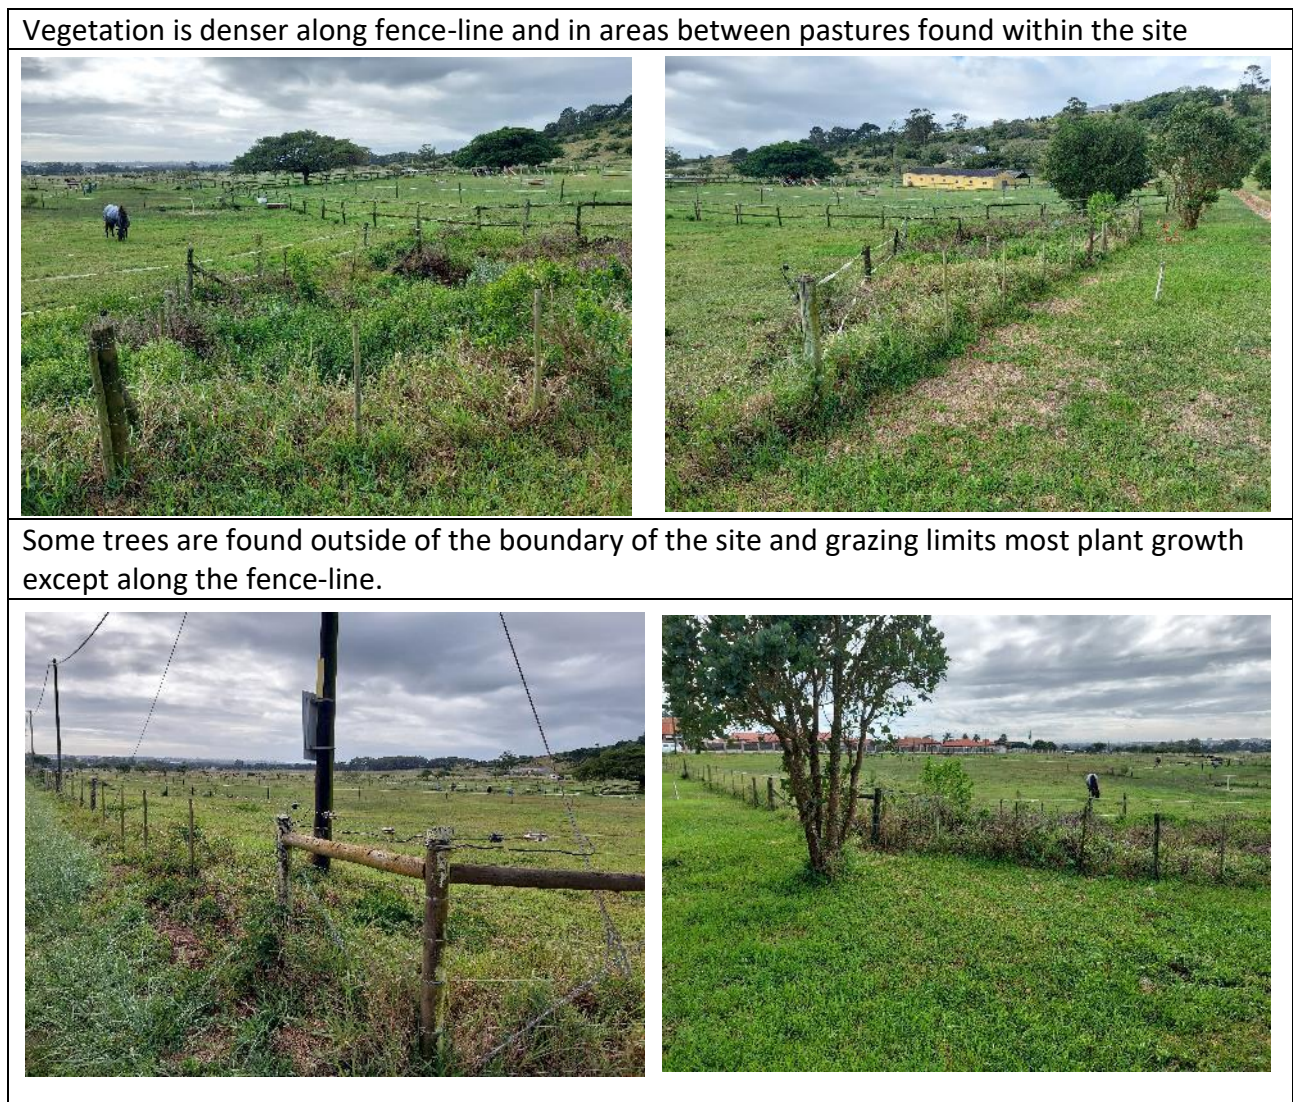 Vegetation is denser along fence-line and in areas between pastures found within the site
Some trees are found outside of the boundary of the site and grazing limits most plant growth
except along the fence-line.